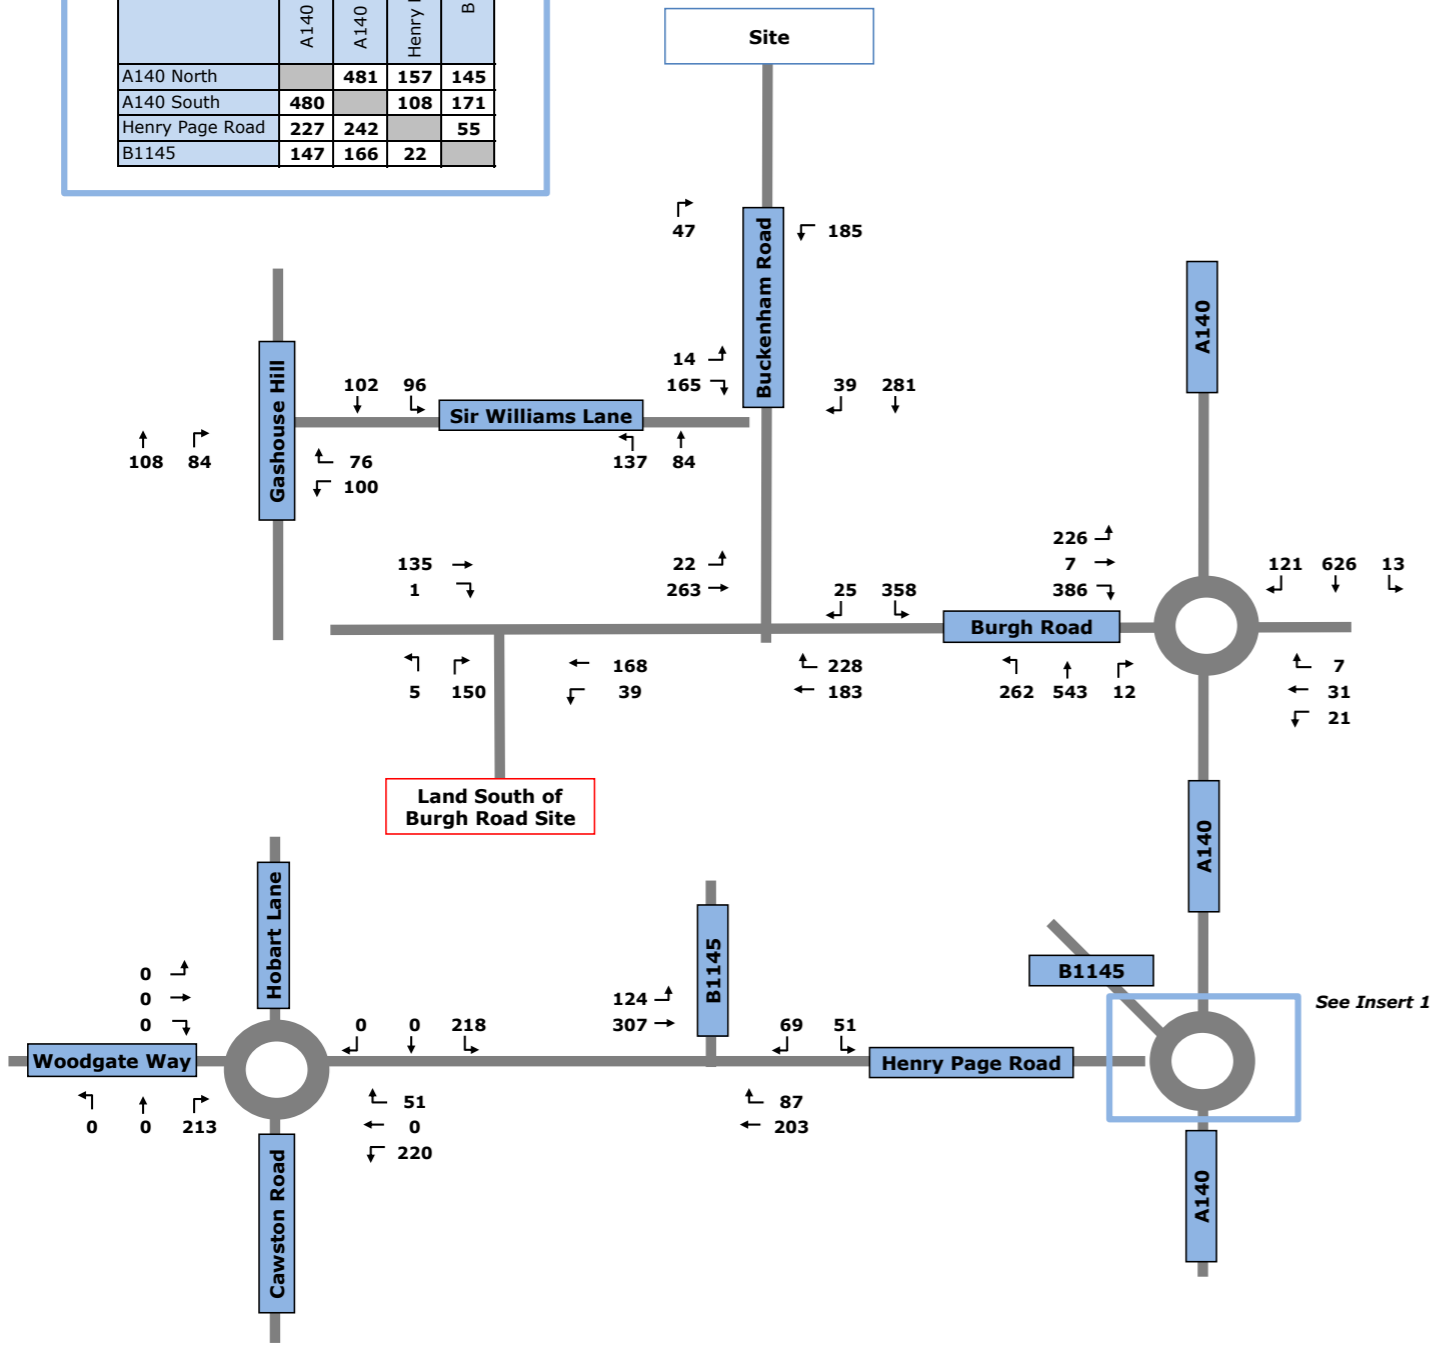 A140
A140
A140 North 481 157 145
A140 South 480 108 171
Henry Page Road 227 242 55
B1145 147 166 22
Site
47
185
Buckenham Road
A140
Gashouse Hill
102 96
14
165
39 281
Sir Williams Lane
108 84
76
100
137 84
135
1
22
263
25 358
226
7
386
121 626 13
Burgh Road
5 150
168
39
228
183
262 543 12
7
31
21
Land South of
Burgh Road Site
A140
Hobart Lane
B1145
B1145
See Insert 1
0
0
0
0 0 218
124
307
69 51
Woodgate Way
Henry Page Road
0 0 213
51
0
220
87
203
Cawston Road
A140